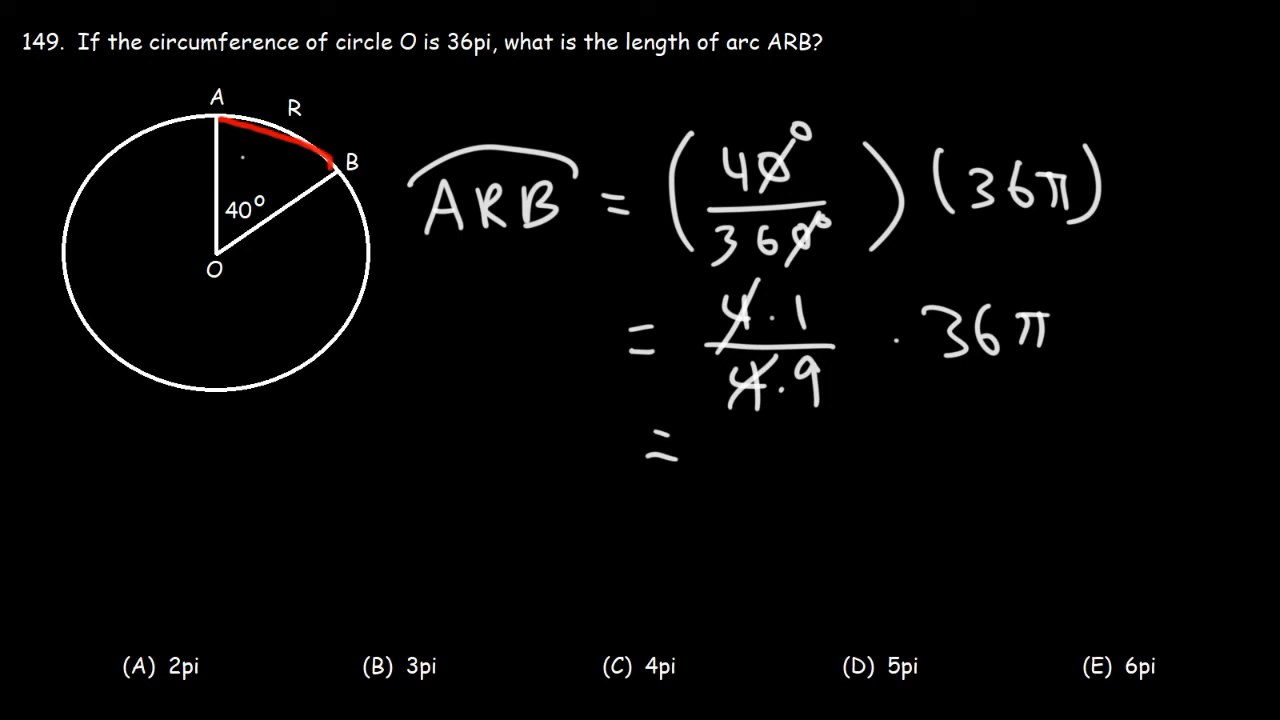 149. If the circumference of circle O is 36pi, what is the length of arc ARB?
A
R
B
40°
O
ARB = (40°/360°)(36π)
= 4·1/4·9 · 36π
=
(A) 2pi (B) 3pi (C) 4pi (D) 5pi (E) 6pi